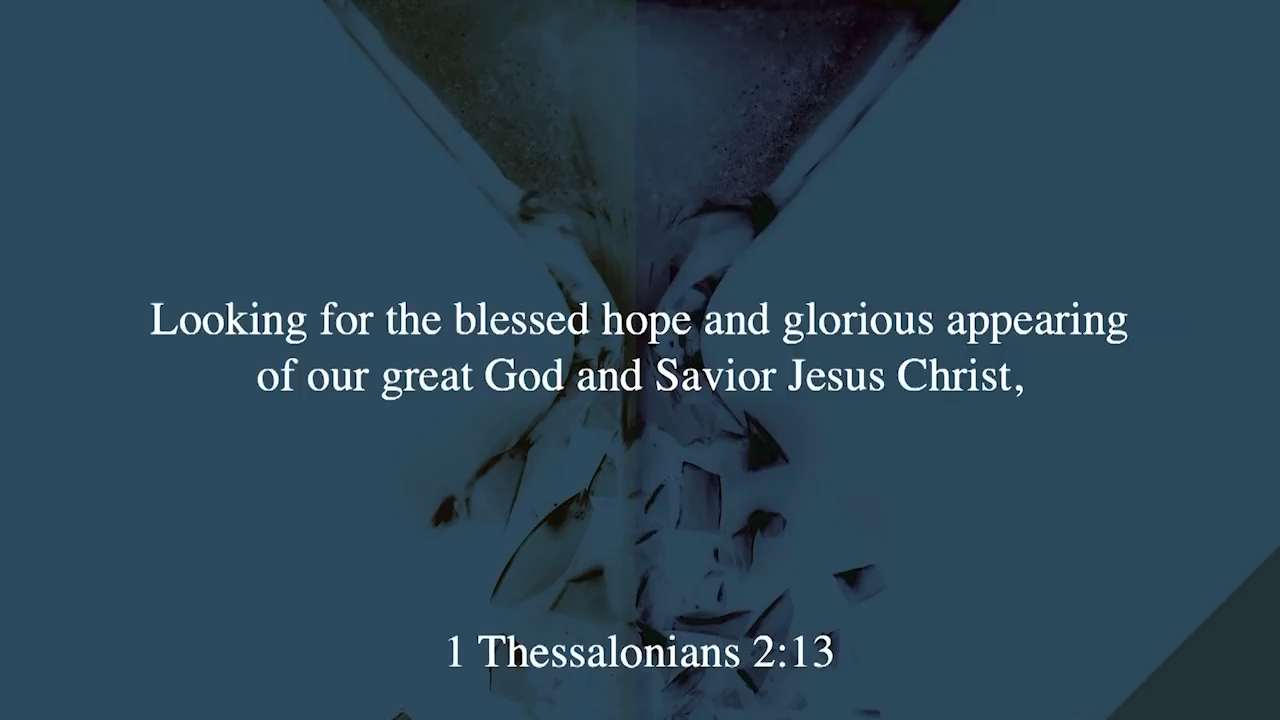 Looking for the blessed hope and glorious appearing
of our great God and Savior Jesus Christ,
1 Thessalonians 2:13